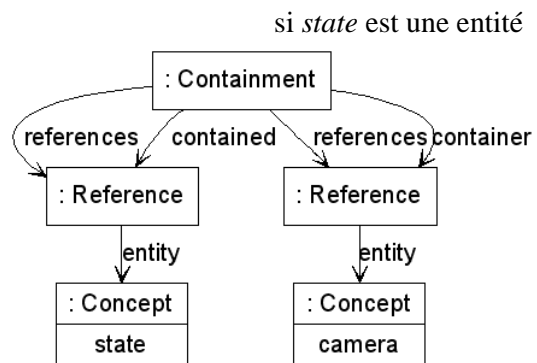 si state est une entité
: Containment
references contained references container
: Reference : Reference
entity entity
: Concept : Concept
state camera